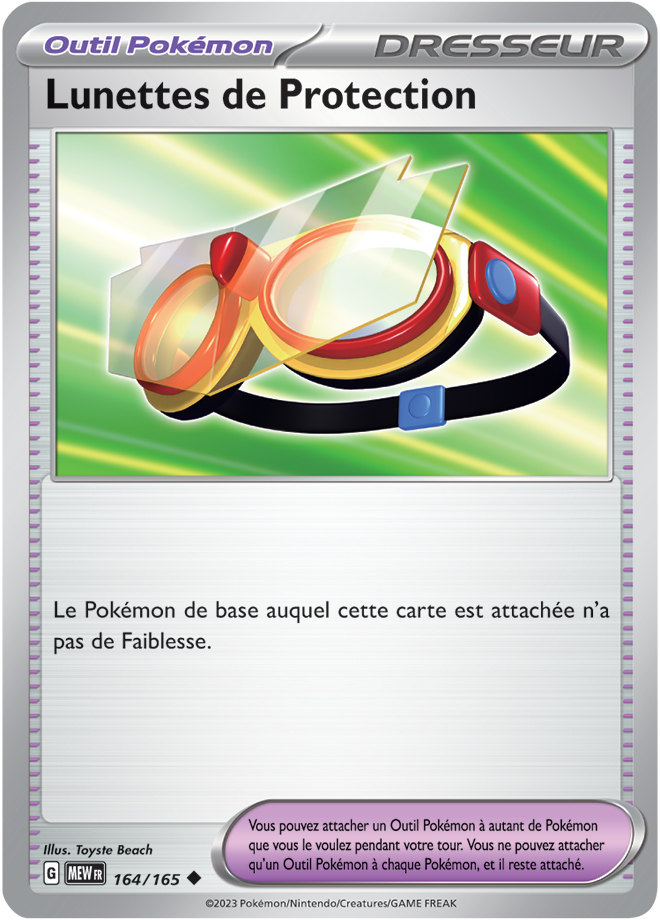 Outil Pokémon
DRESSEUR
Lunettes de Protection
Le Pokémon de base auquel cette carte est attachée n'a
pas de Faiblesse.
Illus. Toyste Beach
G MEW FR 164/165
Vous pouvez attacher un Outil Pokémon à autant de Pokémon
que vous le voulez pendant votre tour. Vous ne pouvez attacher
qu'un Outil Pokémon à chaque Pokémon, et il reste attaché.
©2023 Pokémon/Nintendo/Creatures/GAME FREAK